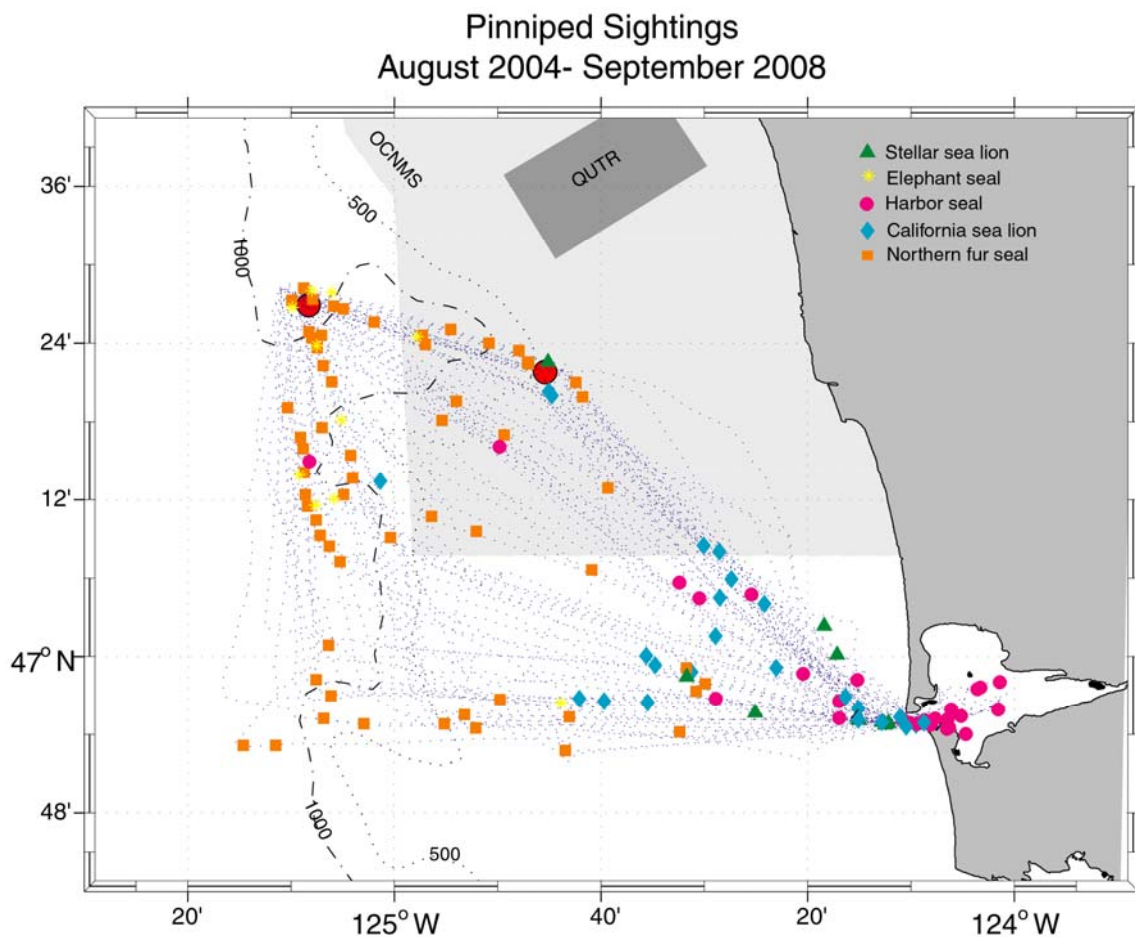 Pinniped Sightings
August 2004- September 2008
OCNMS
QUTR
Stellar sea lion
Elephant seal
Harbor seal
California sea lion
Northern fur seal
500
1000
36'
24'
12'
47° N
48'
1000
500
20'
125° W
40'
20'
124° W